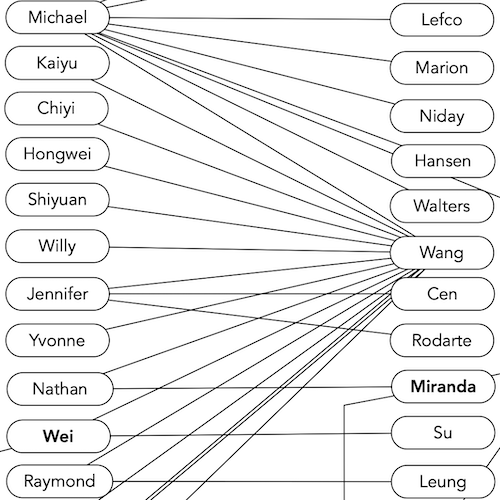 Michael
Lefco
Kaiyu
Marion
Chiyi
Niday
Hongwei
Hansen
Shiyuan
Walters
Willy
Wang
Jennifer
Cen
Yvonne
Rodarte
Nathan
Miranda
Wei
Su
Raymond
Leung